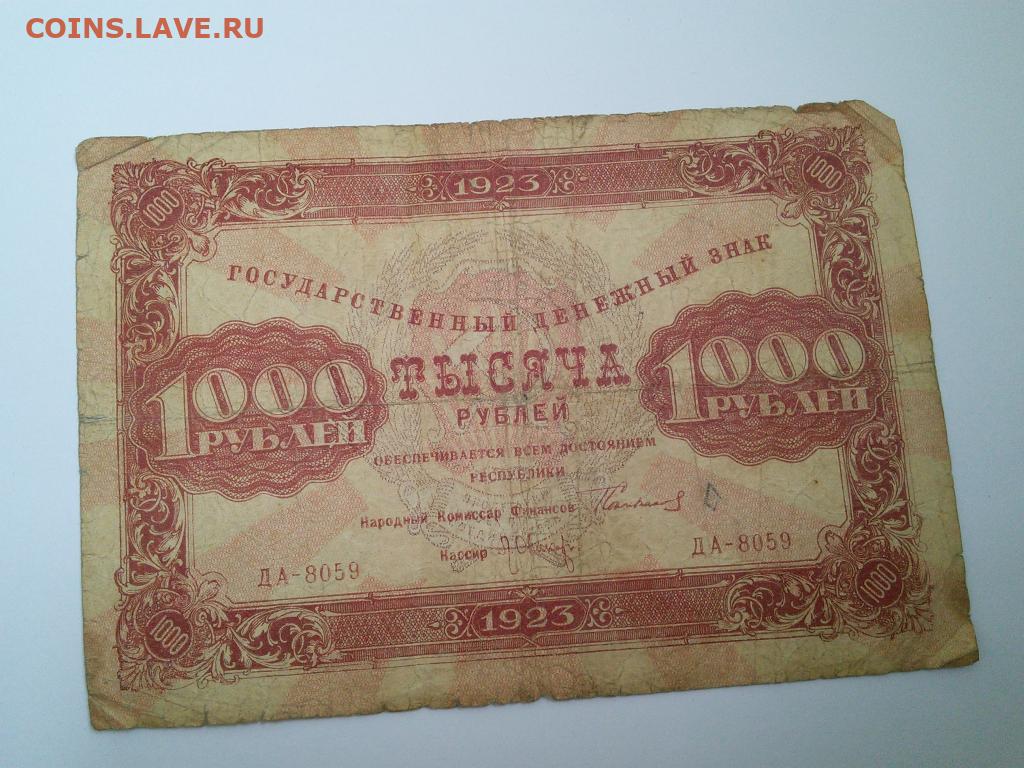 COINS.LAVE.RU
1000
1923
1000
ГОСУДАРСТВЕННЫЙ ДЕНЕЖНЫЙ ЗНАК
1000
РУБЛЕЙ
ТЫСЯЧА
РУБЛЕЙ
1000
РУБЛЕЙ
ОБЕСПЕЧИВАЕТСЯ ВСЕМ ДОСТОЯНИЕМ
РЕСПУБЛИКИ
Народный Комиссар Финансов
Кассир
ДА-8059
ДА-8059
1000
1923
1000